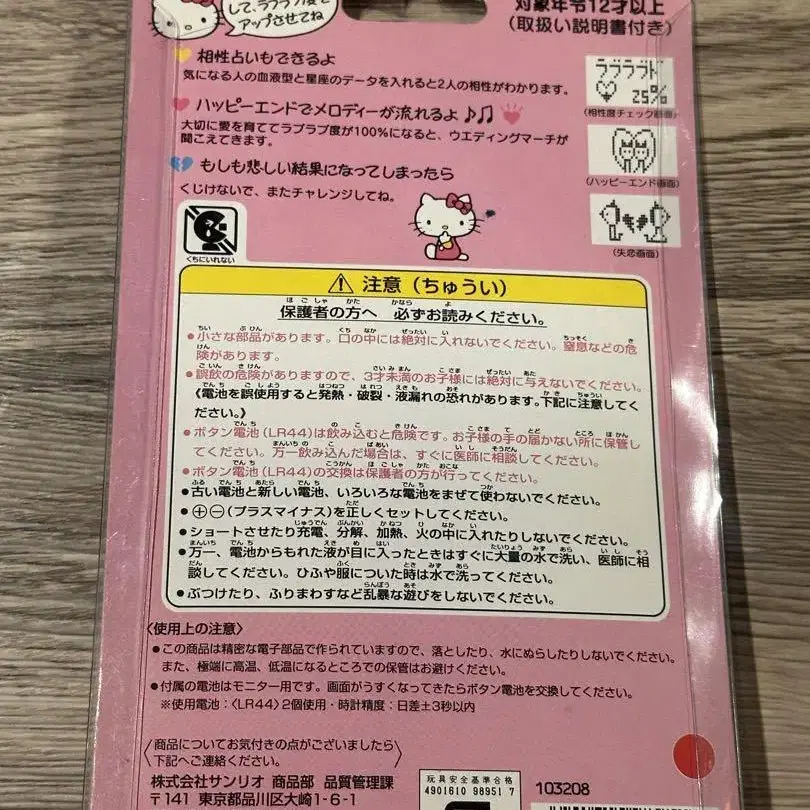 して、ラブラブ度を
アップさせてね
対象年令12才以上
(取扱い説明書付き)
相性占いもできるよ
気になる人の血液型と星座のデータを入れると2人の相性がわかります。
ラブラブド
25%
(相性度チェック画面)
ハッピーエンドでメロディーが流れるよ♪♫
大切に愛を育ててラブラブ度が100%になると、ウエディングマーチが
聞こえてきます。
(ハッピーエンド画面)
もしも悲しい結果になってしまったら
くじけないで、またチャレンジしてね。
(失恋画面)
くちにいれない
⚠ 注意(ちゅうい)
保護者の方へ 必ずお読みください。
●小さな部品があります。口の中には絶対に入れないでください。窒息などの危
険があります。
●誤飲の危険がありますので、3才未満のお子様には絶対に与えないでください。
《電池を誤使用すると発熱・破裂・液漏れの恐れがあります。下記に注意してく
ださい。》
●ボタン電池(LR44)は飲み込むと危険です。お子様の手の届かない所に保管し
てください。万一飲み込んだ場合は、すぐに医師に相談してください。
●ボタン電池(LR44)の交換は保護者の方が行ってください。
●古い電池と新しい電池、いろいろな電池をまぜて使わないでください。
●⊕⊖(プラスマイナス)を正しくセットしてください。
●ショートさせたり充電、分解、加熱、火の中に入れたりしないでください。
●万一、電池からもれた液が目に入ったときはすぐに大量の水で洗い、医師に相
談してください。ひふや服についた時は水で洗ってください。
●ぶつけたり、ふりまわすなど乱暴な遊びをしないでください。
〈使用上の注意〉
●この商品は精密な電子部品で作られていますので、落としたり、水にぬらしたりしないでください。
また、極端に高温、低温になるところでの保管はお避けください。
●付属の電池はモニター用です。画面がうすくなってきたらボタン電池を交換してください。
※使用電池:〈LR44〉2個使用・時計精度:日差±3秒以内
商品についてお気付きの点がございましたら
下記へご連絡ください。
株式会社サンリオ 商品部 品質管理課
〒141 東京都品川区大崎1-6-1
玩具安全基準合格
4901610 98951 7
103208